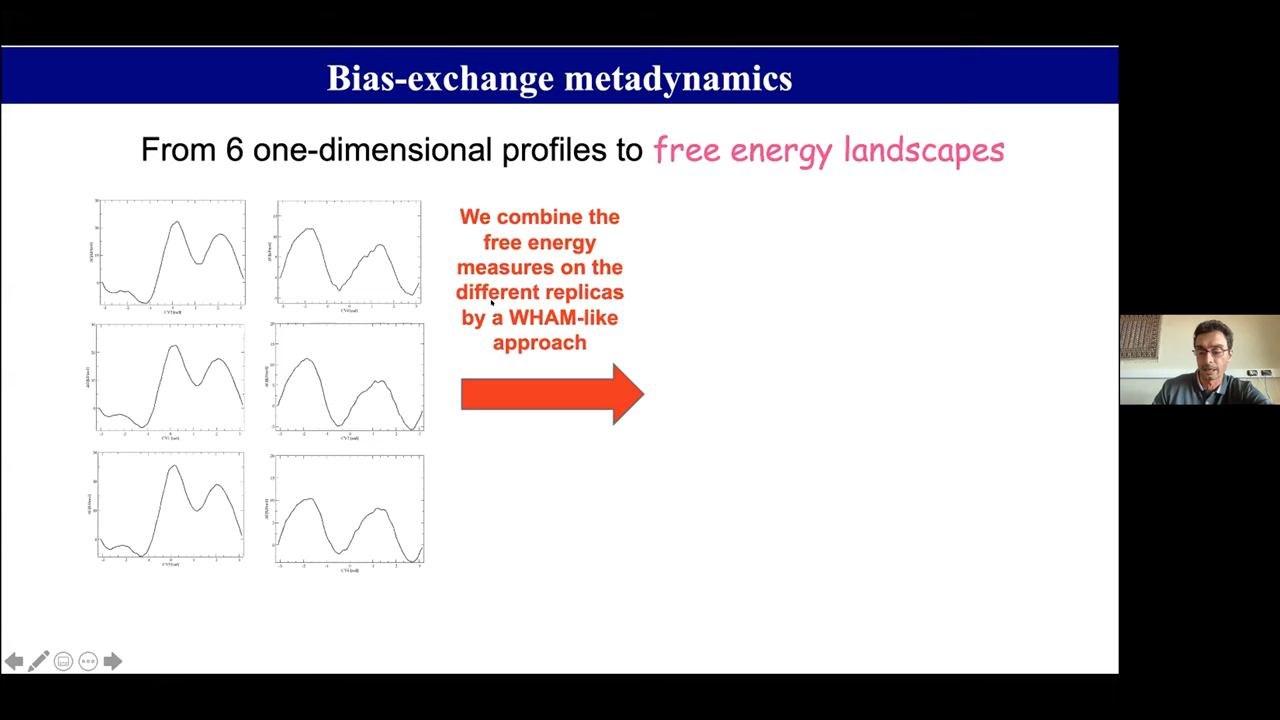 Bias-exchange metadynamics
From 6 one-dimensional profiles to free energy landscapes
We combine the
free energy
measures on the
different replicas
by a WHAM-like
approach